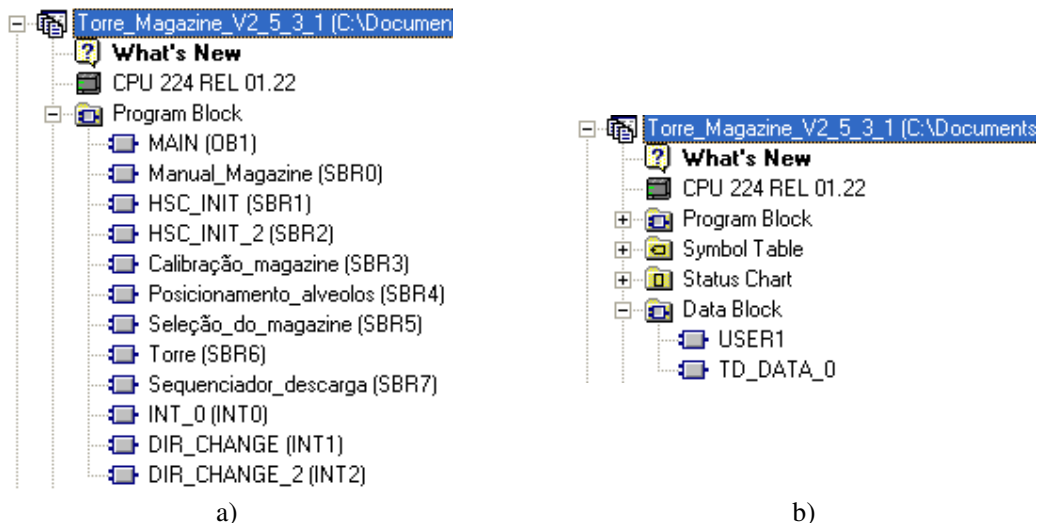 Torre_Magazine_V2_5_3_1 (C:\Documen
What's New
CPU 224 REL 01.22
Program Block
MAIN (OB1)
Manual_Magazine (SBR0)
HSC_INIT (SBR1)
HSC_INIT_2 (SBR2)
Calibração_magazine (SBR3)
Posicionamento_alveolos (SBR4)
Seleção_do_magazine (SBR5)
Torre (SBR6)
Sequenciador_descarga (SBR7)
INT_0 (INT0)
DIR_CHANGE (INT1)
DIR_CHANGE_2 (INT2)
a)
Torre_Magazine_V2_5_3_1 (C:\Documents
What's New
CPU 224 REL 01.22
Program Block
Symbol Table
Status Chart
Data Block
USER1
TD_DATA_0
b)